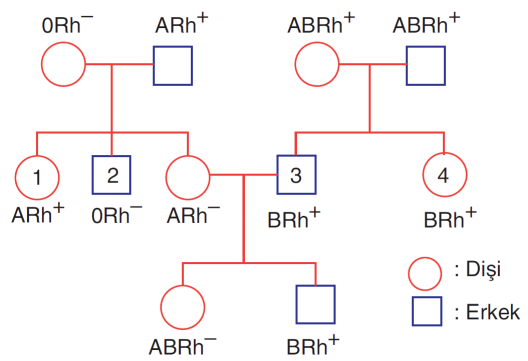 0Rh⁻ ARh⁺ ABRh⁺ ABRh⁺
1 2 3 4
ARh⁺ 0Rh⁻ ARh⁻ BRh⁺ BRh⁺
: Dişi
: Erkek
ABRh⁻ BRh⁺